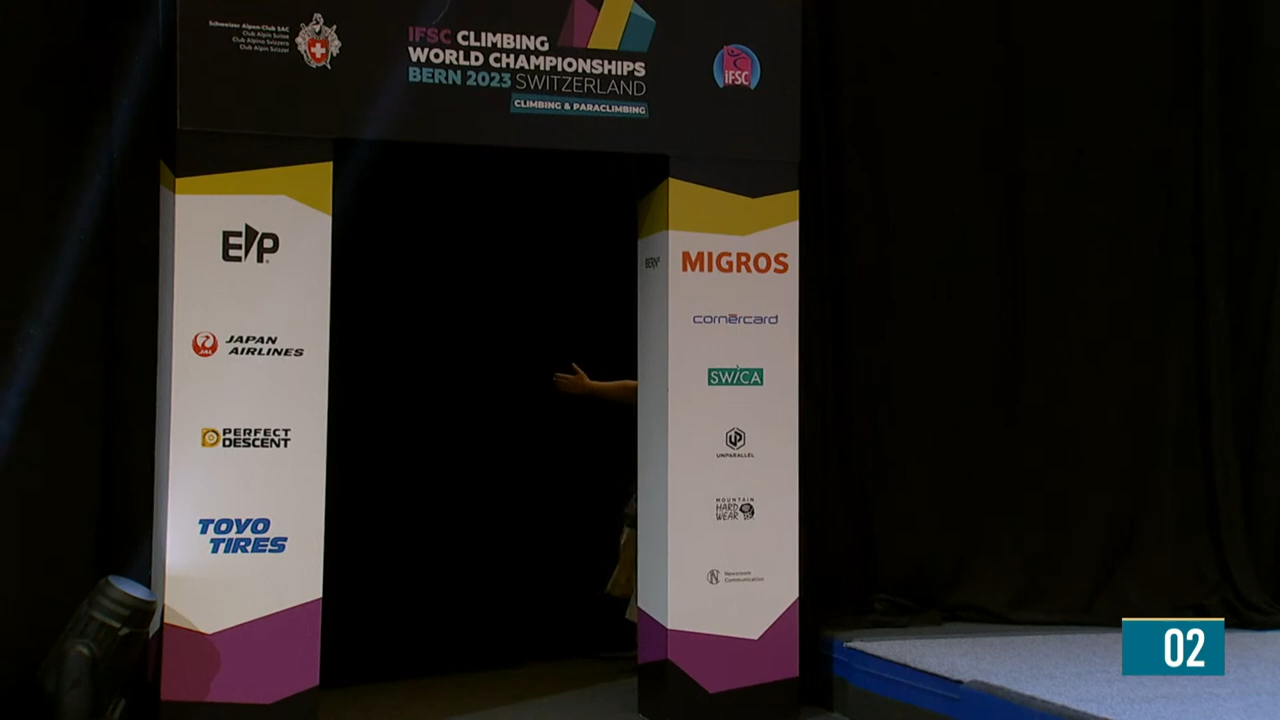 Schweizer Alpen-Club SAC
Club Alpin Suisse
Club Alpino Svizzero
Club Alpin Svizzer
IFSC CLIMBING
WORLD CHAMPIONSHIPS
BERN 2023 SWITZERLAND
CLIMBING & PARACLIMBING
IFSC
EP
JAPAN
AIRLINES
JAL
PERFECT
DESCENT
TOYO
TIRES
BERN
MIGROS
cornèrcard
SWICA
UNPARALLEL
MOUNTAIN
HARD
WEAR
Newsroom
Communication
02